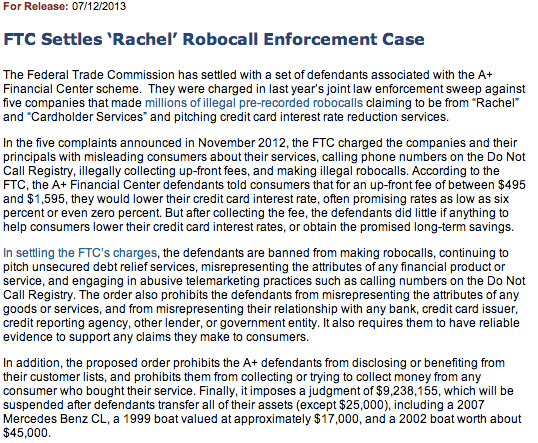 For Release: 07/12/2013
FTC Settles ‘Rachel’ Robocall Enforcement Case
The Federal Trade Commission has settled with a set of defendants associated with the A+
Financial Center scheme.  They were charged in last year’s joint law enforcement sweep against
five companies that made millions of illegal pre-recorded robocalls claiming to be from “Rachel”
and “Cardholder Services” and pitching credit card interest rate reduction services.
In the five complaints announced in November 2012, the FTC charged the companies and their
principals with misleading consumers about their services, calling phone numbers on the Do Not
Call Registry, illegally collecting up-front fees, and making illegal robocalls. According to the
FTC, the A+ Financial Center defendants told consumers that for an up-front fee of between $495
and $1,595, they would lower their credit card interest rate, often promising rates as low as six
percent or even zero percent. But after collecting the fee, the defendants did little if anything to
help consumers lower their credit card interest rates, or obtain the promised long-term savings.
In settling the FTC’s charges, the defendants are banned from making robocalls, continuing to
pitch unsecured debt relief services, misrepresenting the attributes of any financial product or
service, and engaging in abusive telemarketing practices such as calling numbers on the Do Not
Call Registry. The order also prohibits the defendants from misrepresenting the attributes of any
goods or services, and from misrepresenting their relationship with any bank, credit card issuer,
credit reporting agency, other lender, or government entity. It also requires them to have reliable
evidence to support any claims they make to consumers.
In addition, the proposed order prohibits the A+ defendants from disclosing or benefiting from
their customer lists, and prohibits them from collecting or trying to collect money from any
consumer who bought their service. Finally, it imposes a judgment of $9,238,155, which will be
suspended after defendants transfer all of their assets (except $25,000), including a 2007
Mercedes Benz CL, a 1999 boat valued at approximately $17,000, and a 2002 boat worth about
$45,000.